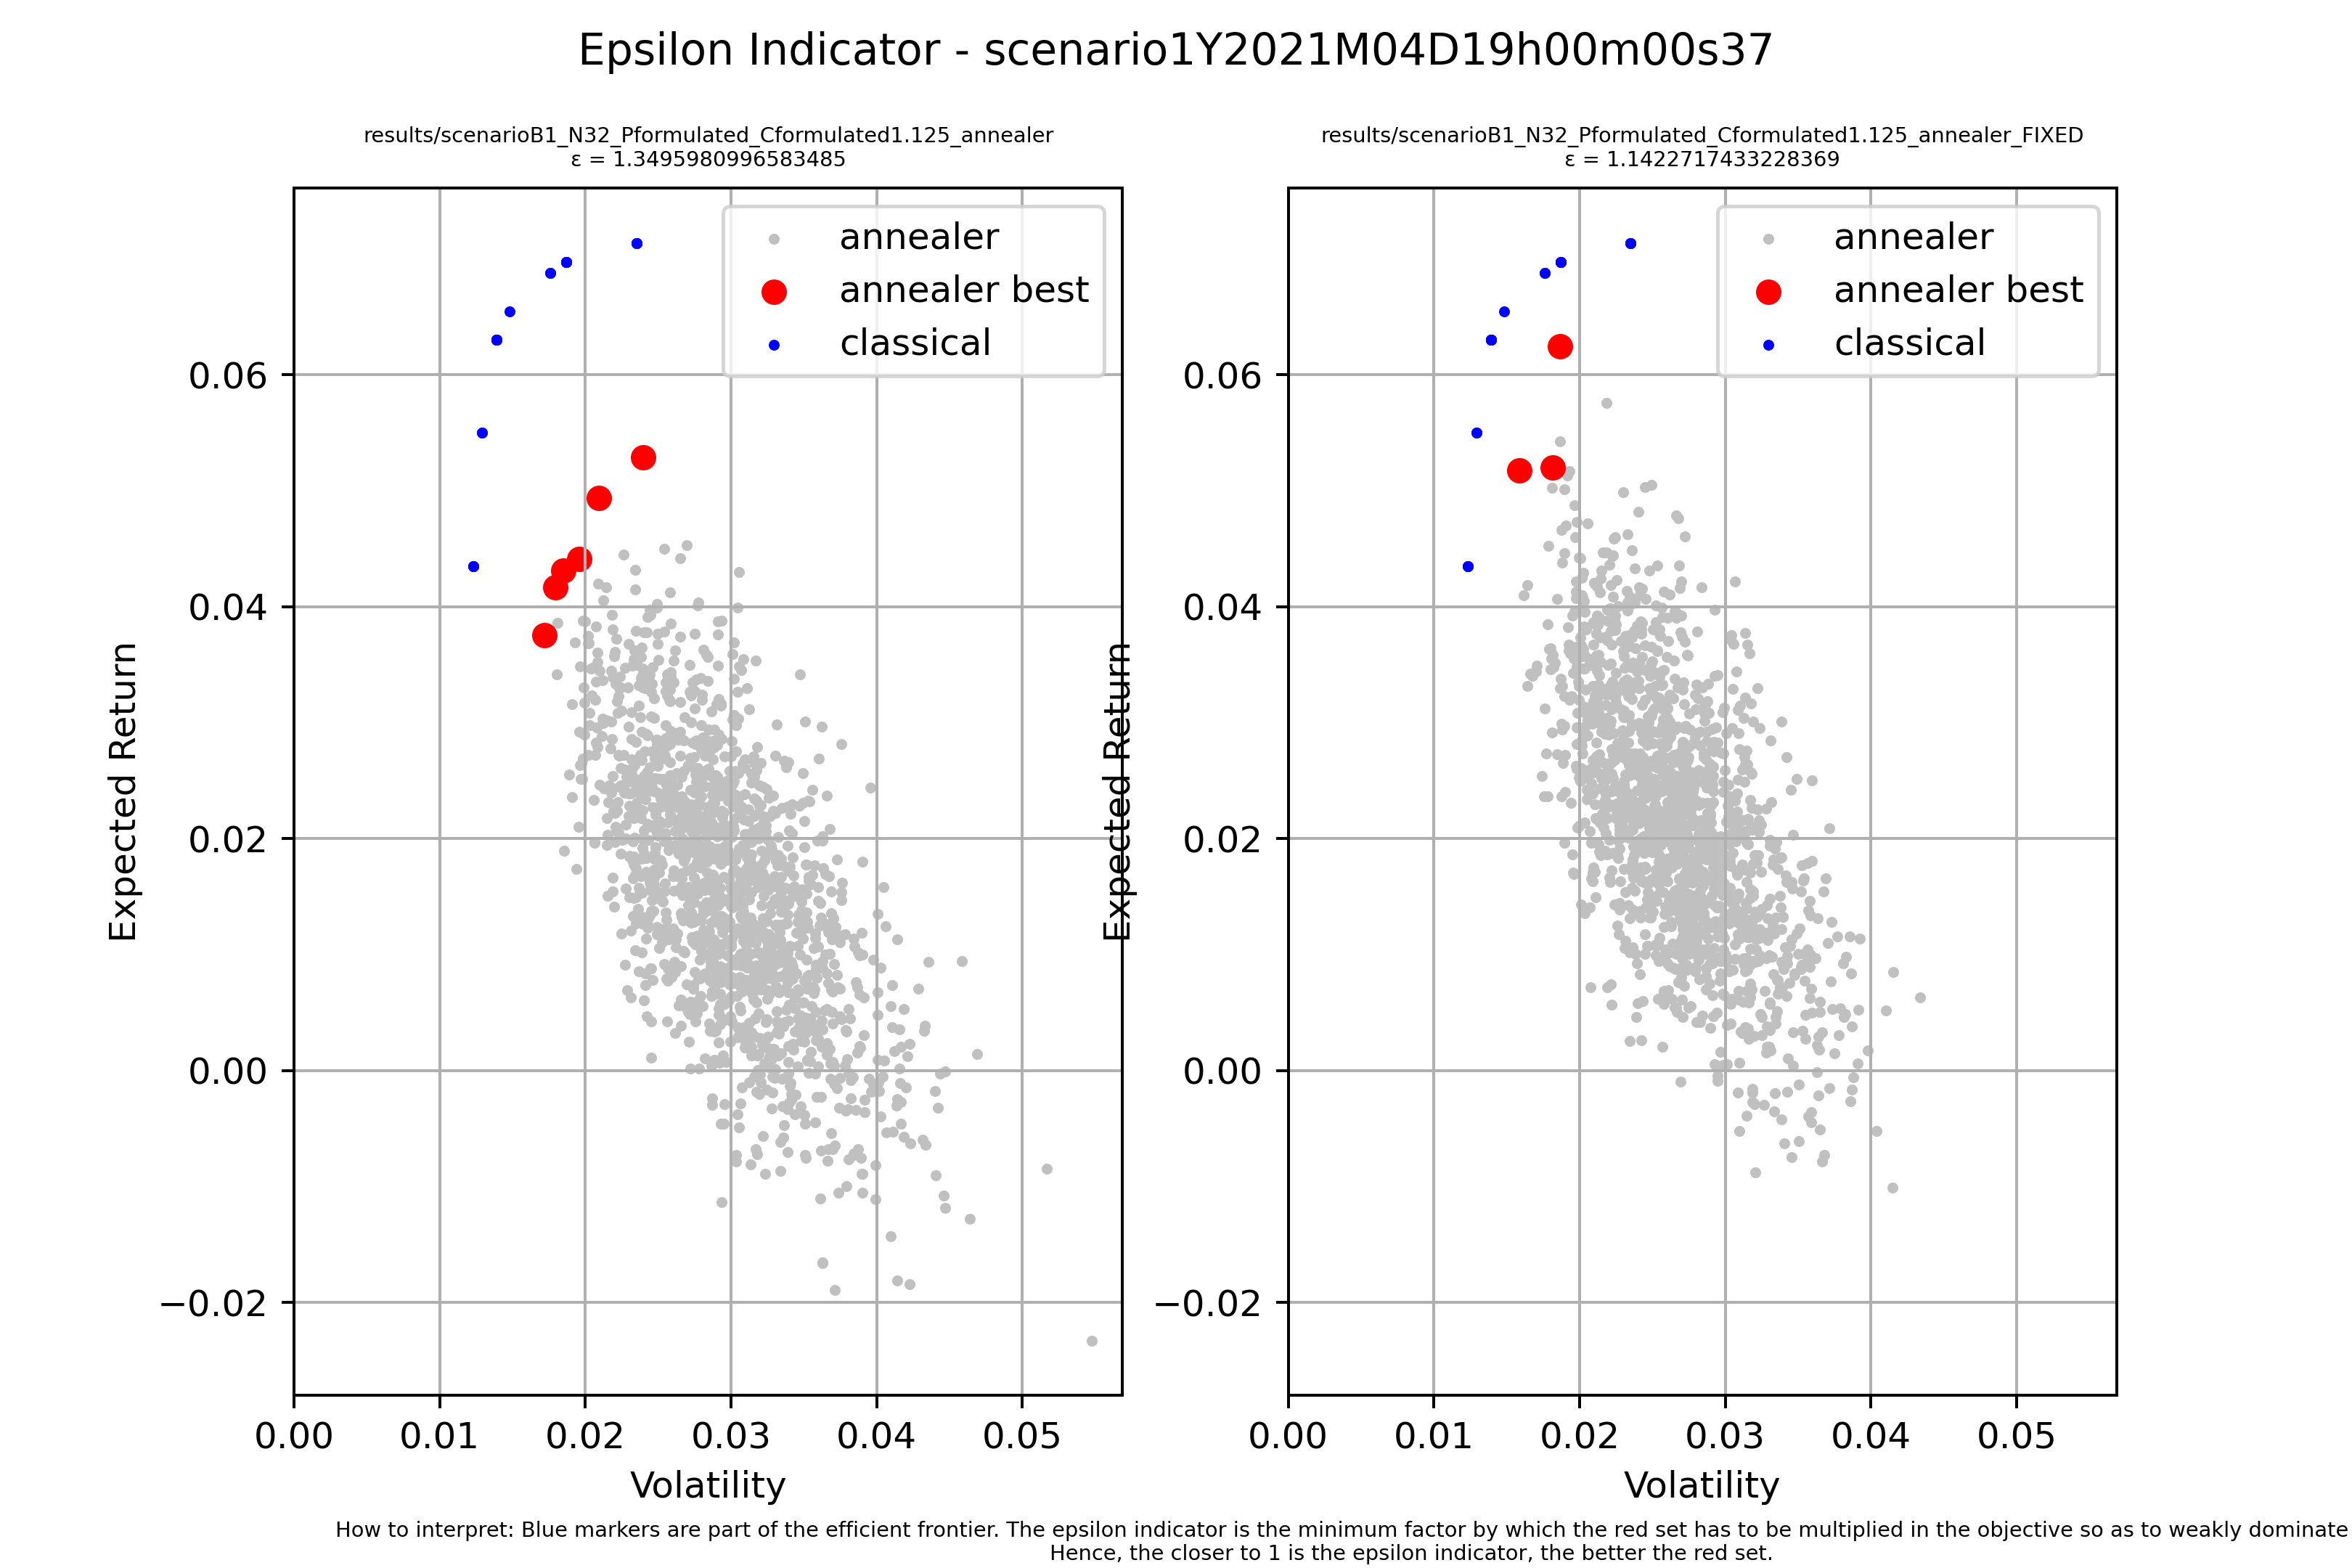 Epsilon Indicator - scenario1Y2021M04D19h00m00s37
results/scenarioB1_N32_Pformulated_Cformulated1.125_annealer
ε = 1.3495980996583485
annealer
annealer best
classical
0.06
0.04
0.02
0.00
−0.02
Expected Return
0.00 0.01 0.02 0.03 0.04 0.05
Volatility
results/scenarioB1_N32_Pformulated_Cformulated1.125_annealer_FIXED
ε = 1.1422717433228369
annealer
annealer best
classical
0.06
0.04
0.02
0.00
−0.02
Expected Return
0.00 0.01 0.02 0.03 0.04 0.05
Volatility
How to interpret: Blue markers are part of the efficient frontier. The epsilon indicator is the minimum factor by which the red set has to be multiplied in the objective so as to weakly dominate
Hence, the closer to 1 is the epsilon indicator, the better the red set.